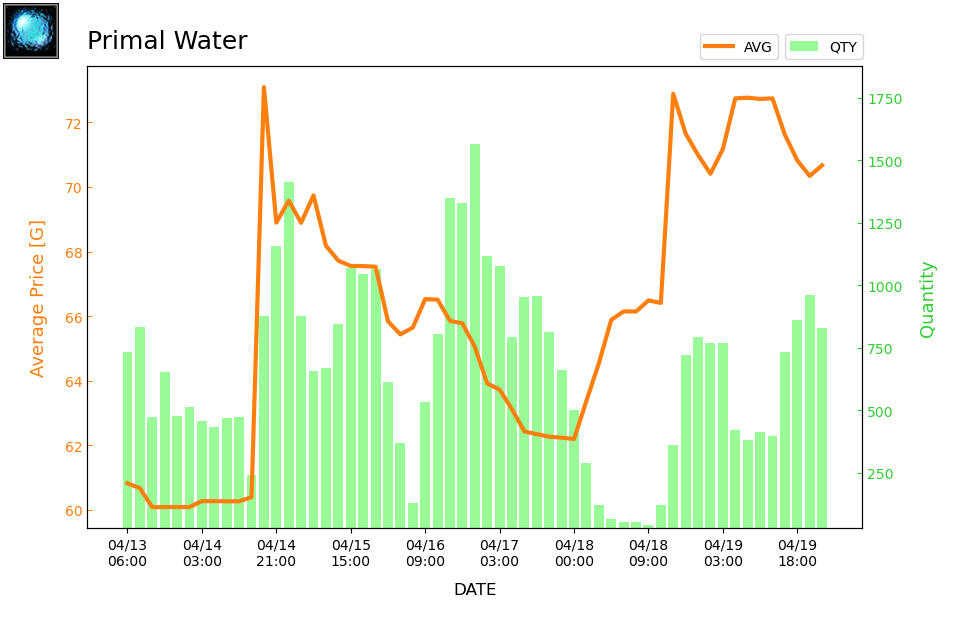 Primal Water
AVG
QTY
Average Price [G]
72
70
68
66
64
62
60
1750
1500
1250
1000
750
500
250
Quantity
04/13 04/14 04/14 04/15 04/16 04/17 04/18 04/18 04/19 04/19
06:00 03:00 21:00 15:00 09:00 03:00 00:00 09:00 03:00 18:00
DATE